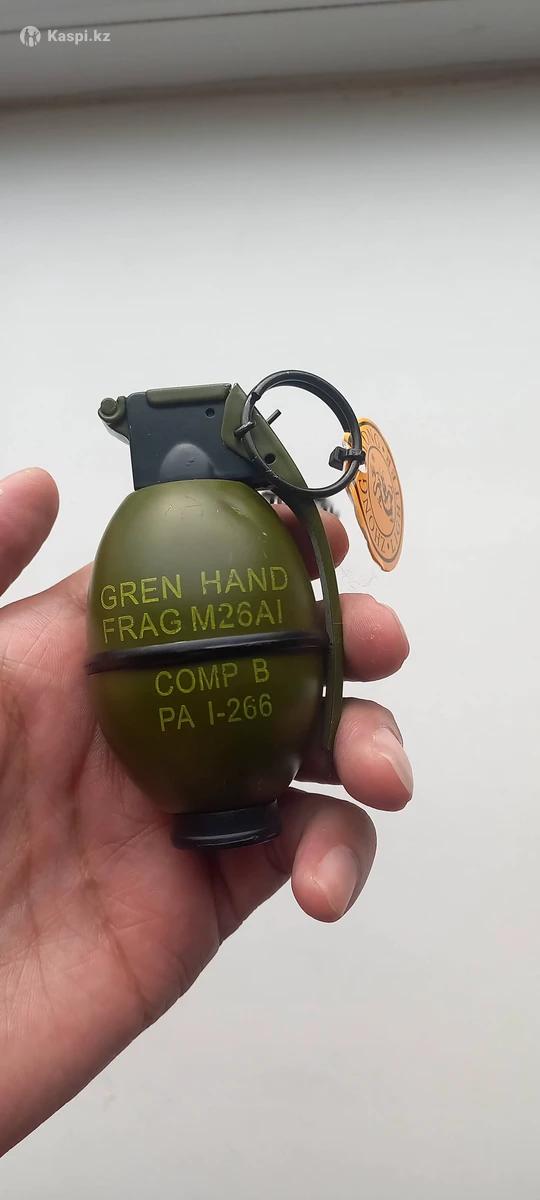 Kaspi.kz
GREN HAND
FRAG M26AI
COMP B
PA I-266